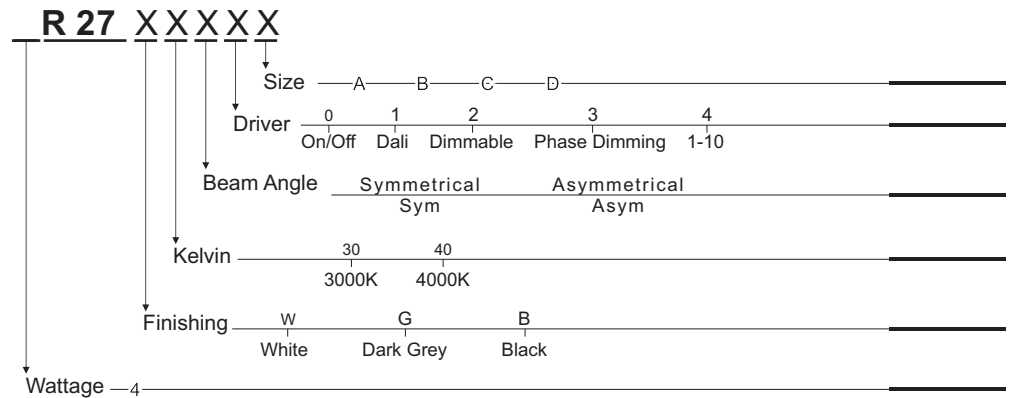 _ R 27 X X X X X
Size A B C D
0 1 2 3 4
Driver
On/Off Dali Dimmable Phase Dimming 1-10
Beam Angle Symmetrical Asymmetrical
Sym Asym
30 40
Kelvin
3000K 4000K
W G B
Finishing
White Dark Grey Black
Wattage 4